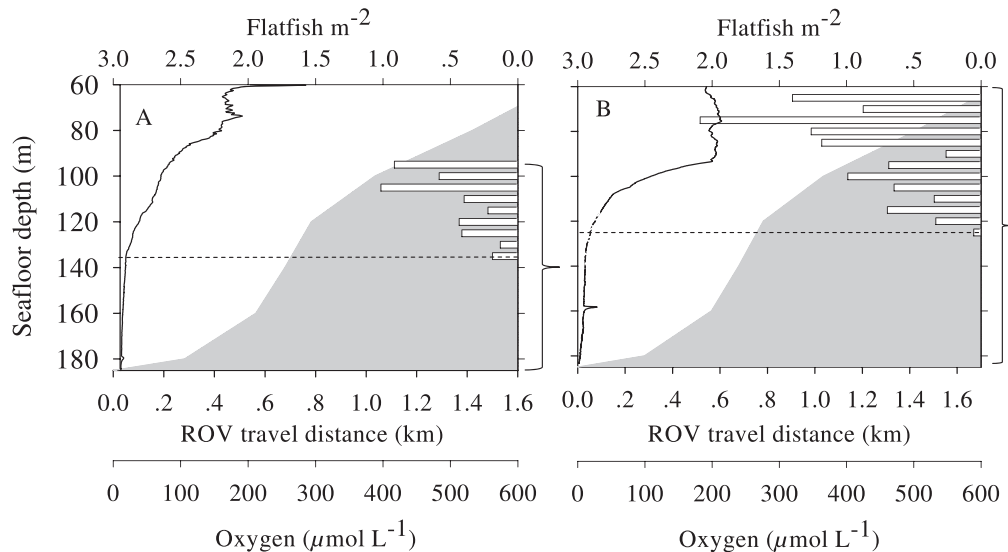 Flatfish m-2 Flatfish m-2
3.0 2.5 2.0 1.5 1.0 0.5 0.0 3.0 2.5 2.0 1.5 1.0 0.5 0.0
60
A B
80
100
120
140
160
180
Seafloor depth (m)
0 .2 .4 .6 .8 1.0 1.2 1.4 1.6 0.0 .2 .4 .6 .8 1.0 1.2 1.4 1.6
ROV travel distance (km) ROV travel distance (km)
0 100 200 300 400 500 600 0 100 200 300 400 500 600
Oxygen (µmol L-1) Oxygen (µmol L-1)